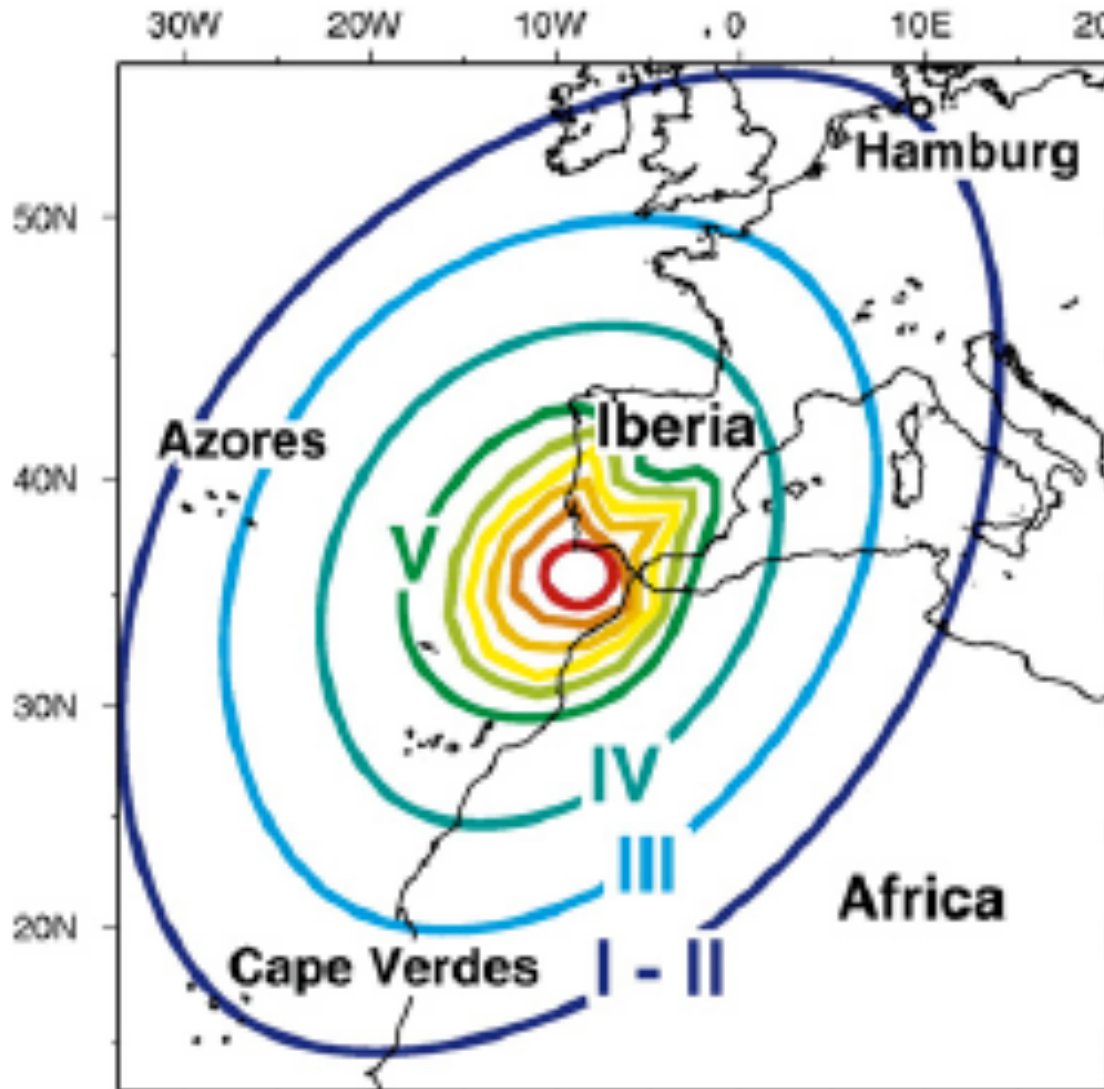 30W 20W 10W 0 10E 20
Hamburg
50N
Azores
Iberia
40N
V
30N
IV
III
Africa
20N
Cape Verdes
I - II